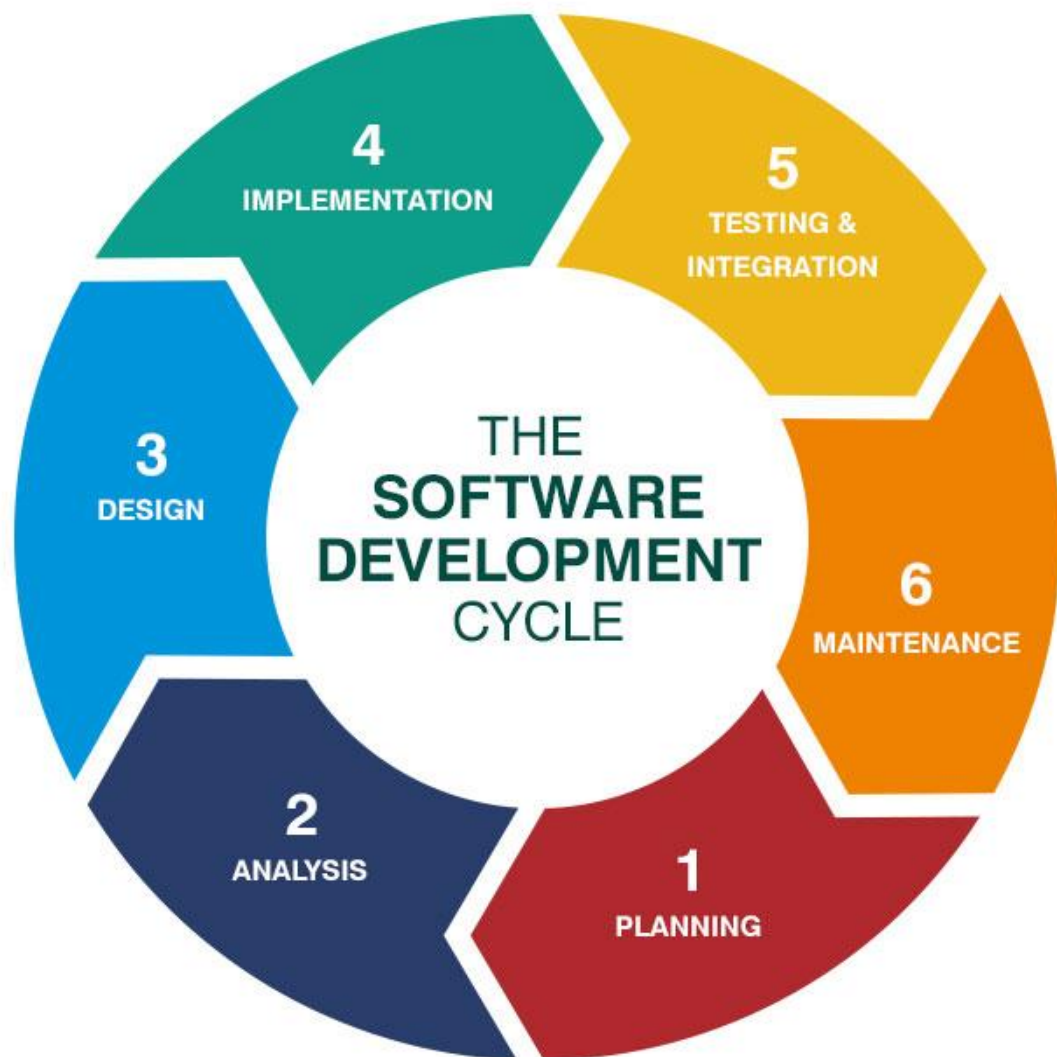 THE
SOFTWARE
DEVELOPMENT
CYCLE
1
PLANNING
2
ANALYSIS
3
DESIGN
4
IMPLEMENTATION
5
TESTING &
INTEGRATION
6
MAINTENANCE